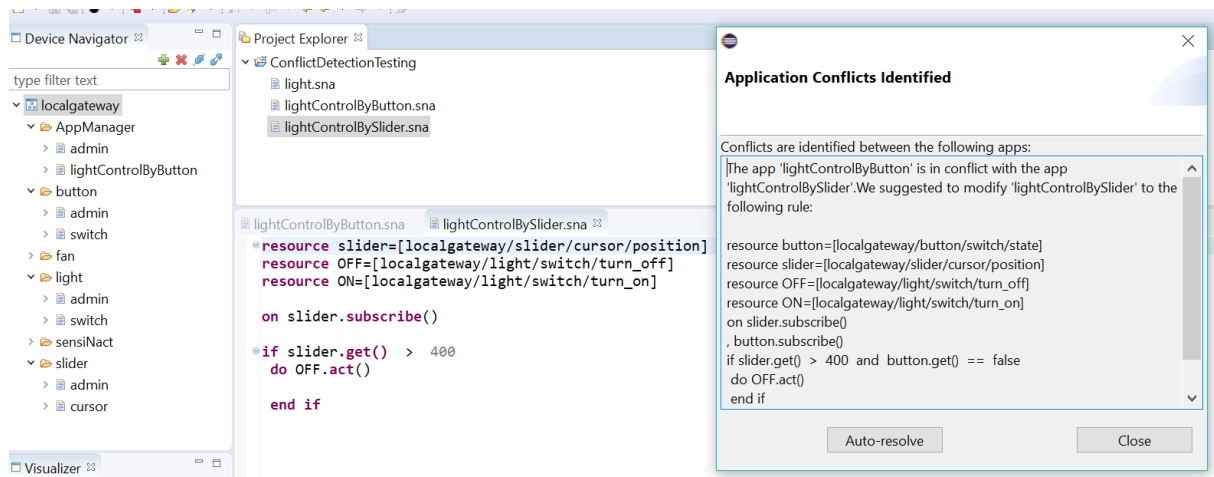 Device Navigator
type filter text
localgateway
AppManager
admin
lightControlByButton
button
admin
switch
fan
light
admin
switch
sensiNact
slider
admin
cursor
Visualizer
Project Explorer
ConflictDetectionTesting
light.sna
lightControlByButton.sna
lightControlBySlider.sna
lightControlByButton.sna lightControlBySlider.sna
resource slider=[localgateway/slider/cursor/position]
resource OFF=[localgateway/light/switch/turn_off]
resource ON=[localgateway/light/switch/turn_on]
on slider.subscribe()
if slider.get() > 400
do OFF.act()
end if
Application Conflicts Identified
Conflicts are identified between the following apps:
The app 'lightControlByButton' is in conflict with the app
'lightControlBySlider'.We suggested to modify 'lightControlBySlider' to the
following rule:
resource button=[localgateway/button/switch/state]
resource slider=[localgateway/slider/cursor/position]
resource OFF=[localgateway/light/switch/turn_off]
resource ON=[localgateway/light/switch/turn_on]
on slider.subscribe()
, button.subscribe()
if slider.get() > 400 and button.get() == false
do OFF.act()
end if
Auto-resolve Close